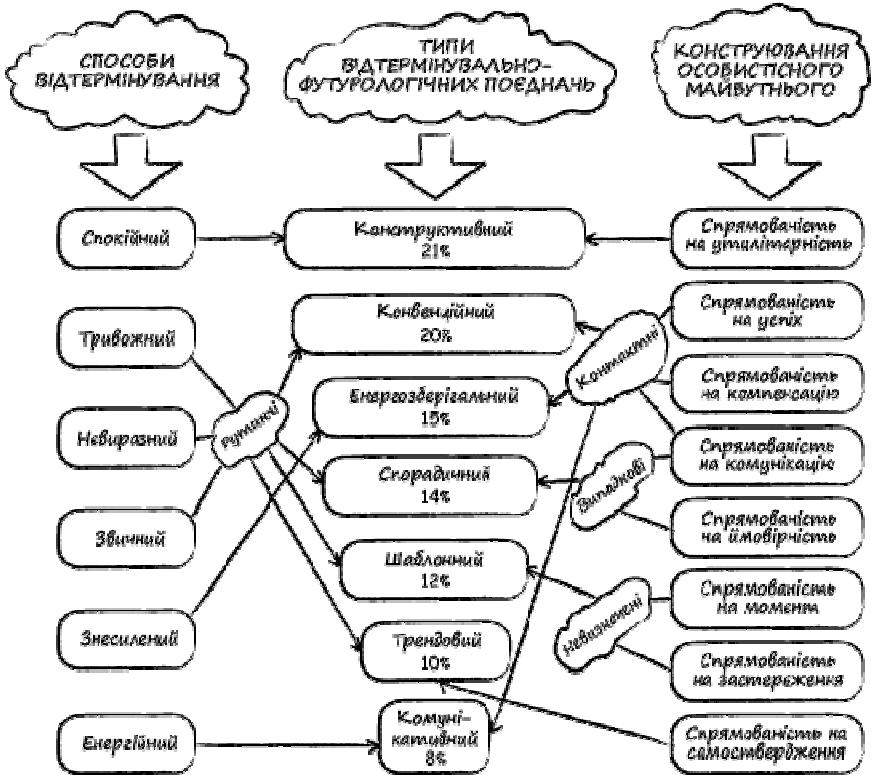 СПОСОБИ
ВІДТЕРМІНУВАННЯ
ТИПИ
ВІДТЕРМІНУВАЛЬНО-
ФУТУРОЛОГІЧНИХ ПОЄДНАНЬ
КОНСТРУЮВАННЯ
ОСОБИСТІСНОГО
МАЙБУТНЬОГО
Спокійний
Тривожний
Невиразний
Звичний
Знесилений
Енергійний
Рутинні
Конструктивний
21%
Конвенційний
20%
Енергозберігальний
15%
Спорадичний
14%
Шаблонний
12%
Трендовий
10%
Комуні-
кативний
8%
Контактні
Випадкові
Невизначені
Спрямованість
на утилітарність
Спрямованість
на успіх
Спрямованість
на компенсацію
Спрямованість
на комунікацію
Спрямованість
на ймовірність
Спрямованість
на момент
Спрямованість
на застереження
Спрямованість на
самоствердження